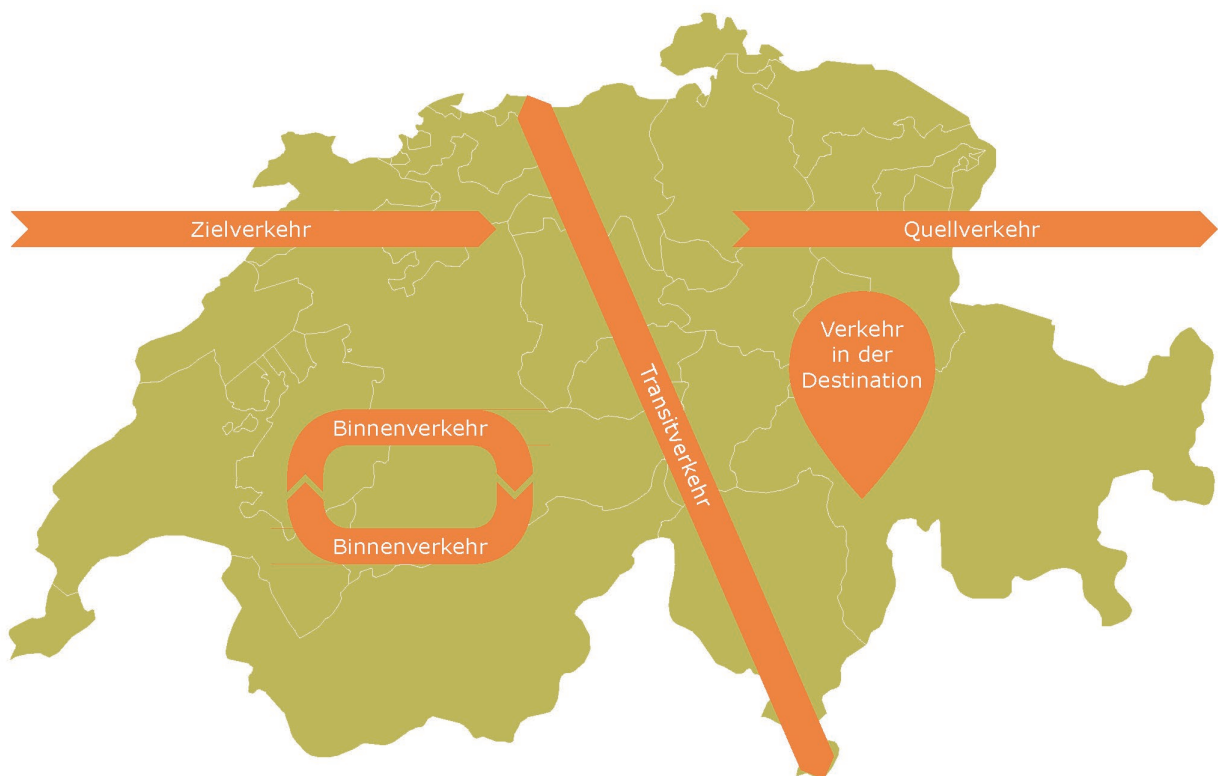 Zielverkehr
Quellverkehr
Verkehr
in der
Destination
Transitverkehr
Binnenverkehr
Binnenverkehr